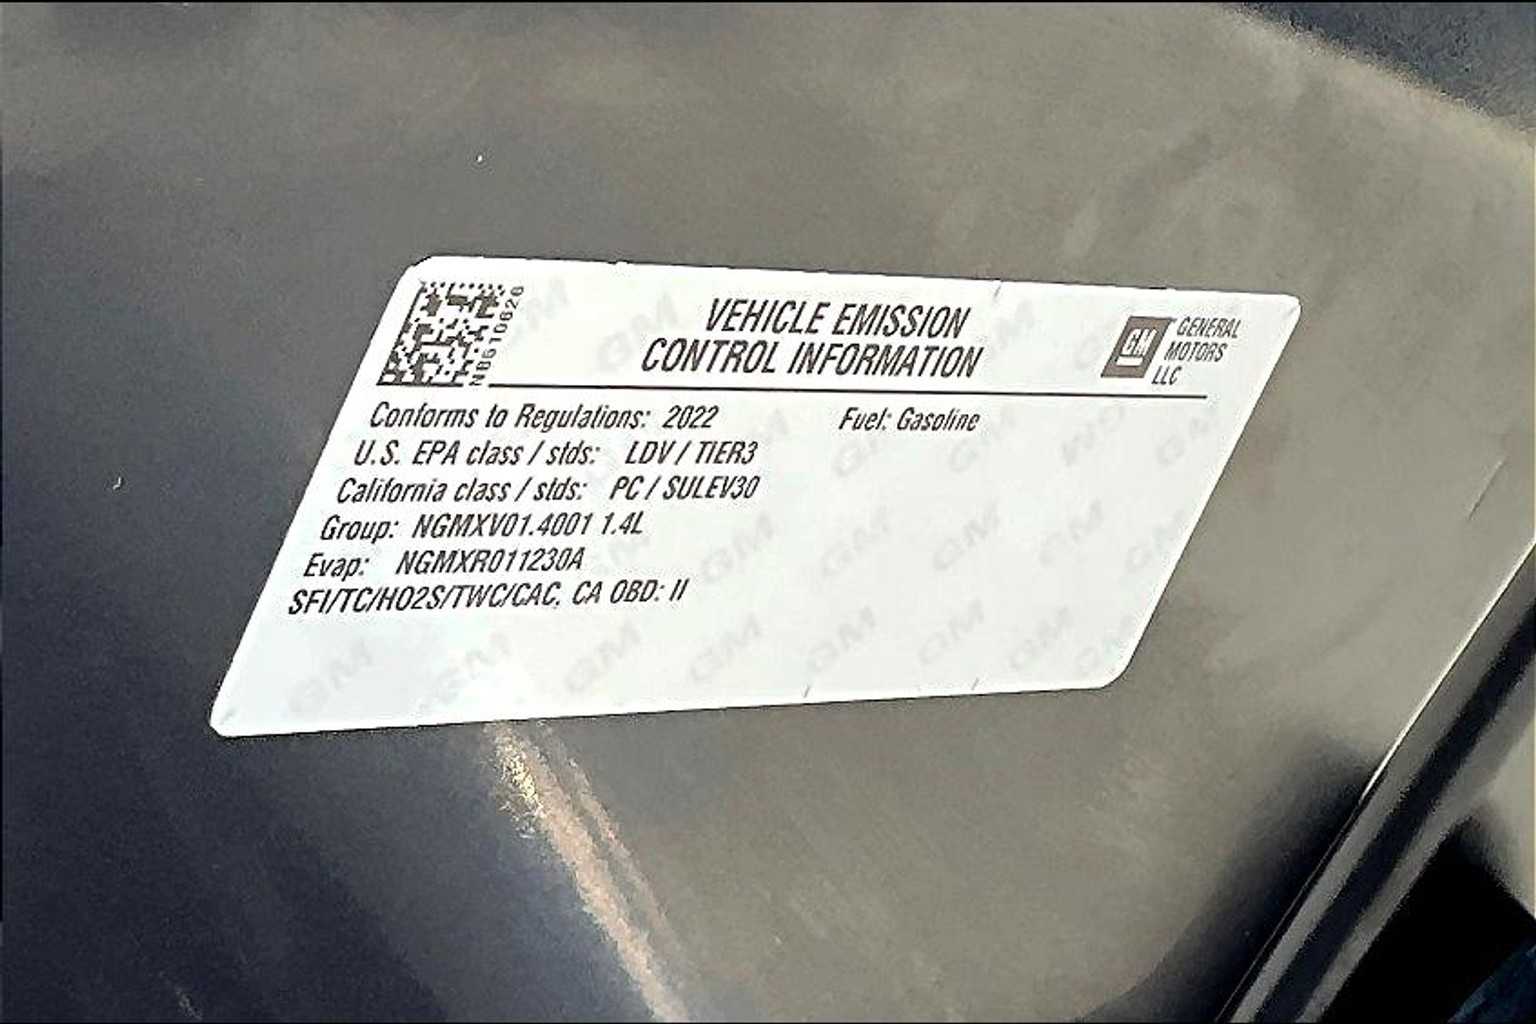 NBG10626
VEHICLE EMISSION
CONTROL INFORMATION
GM
GENERAL
MOTORS
LLC
Conforms to Regulations: 2022 Fuel: Gasoline
U.S. EPA class / stds: LDV / TIER3
California class / stds: PC / SULEV30
Group: NGMXV01.4001 1.4L
Evap: NGMXR011230A
SFI/TC/HO2S/TWC/CAC, CA OBD: II